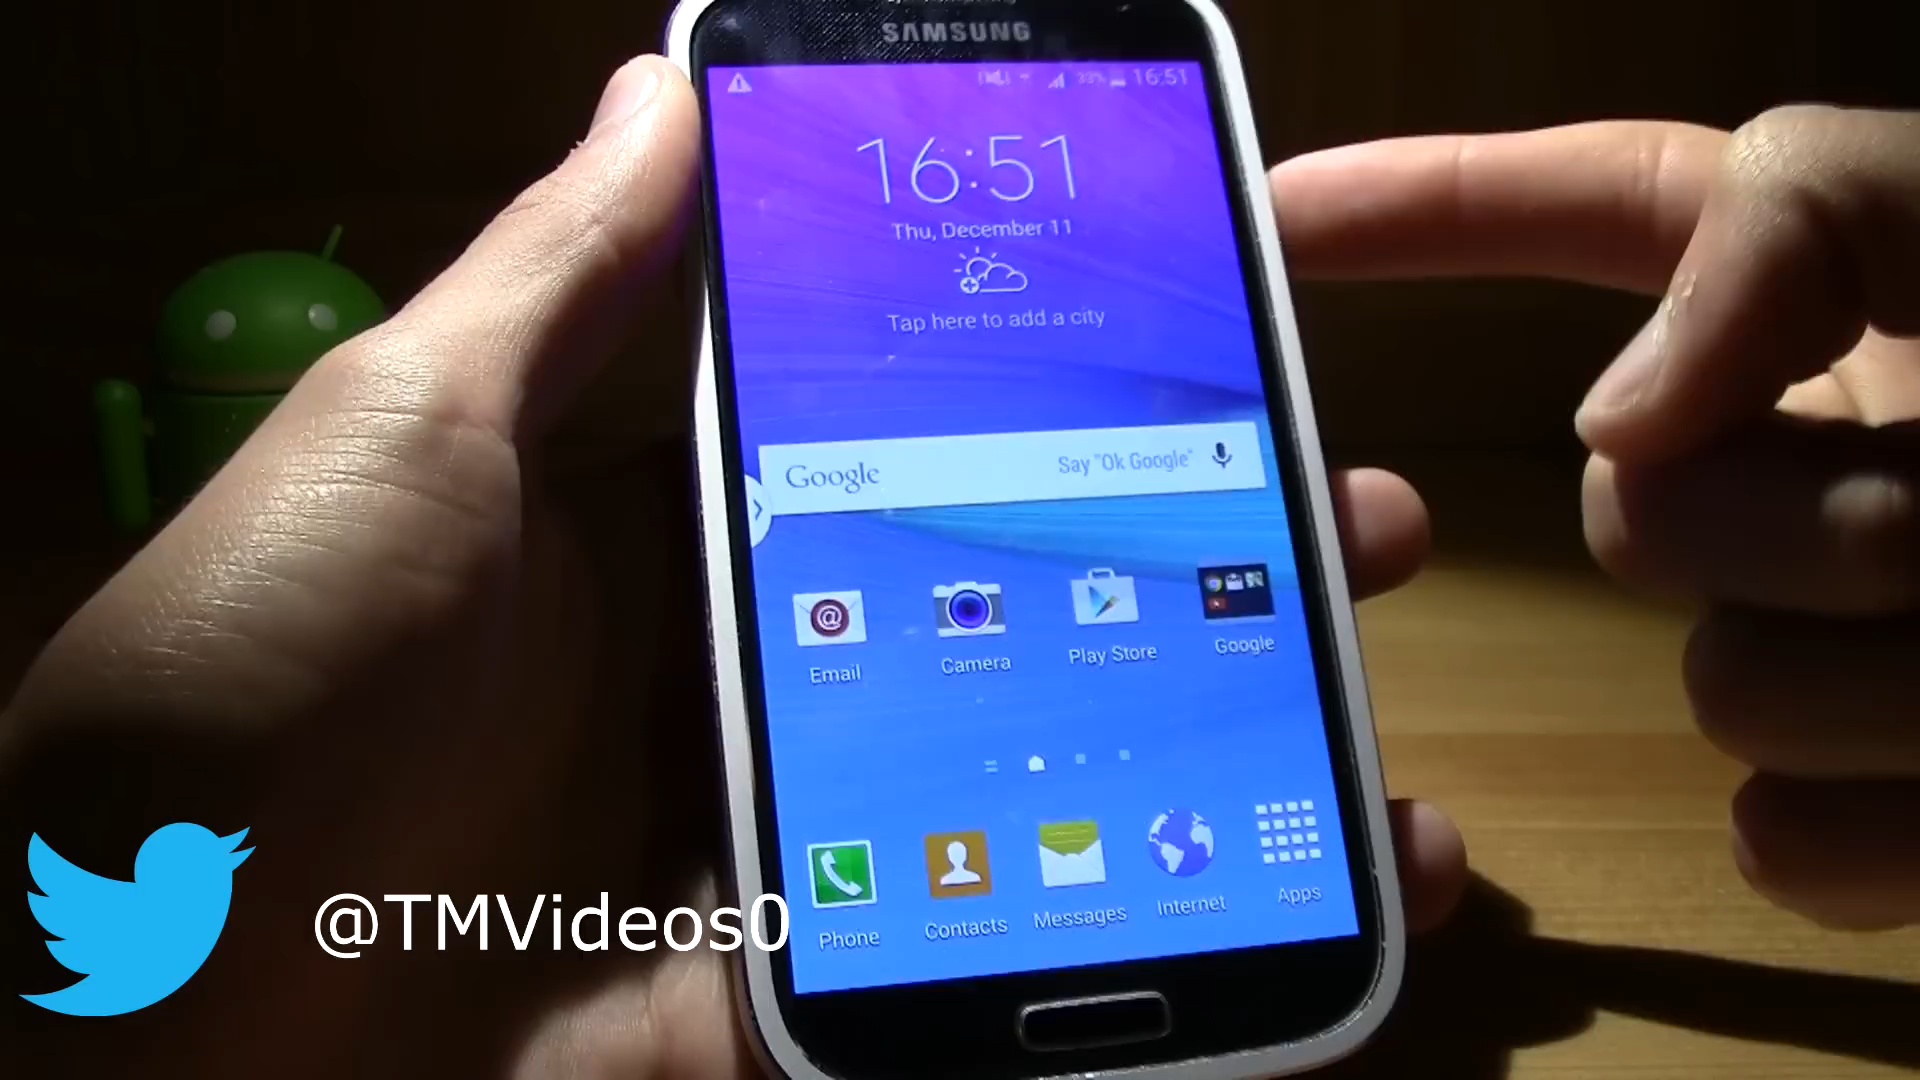 SAMSUNG
33% 16:51
16:51
Thu, December 11
Tap here to add a city
Google Say "Ok Google"
Email Camera Play Store Google
Phone Contacts Messages Internet Apps
@TMVideos0